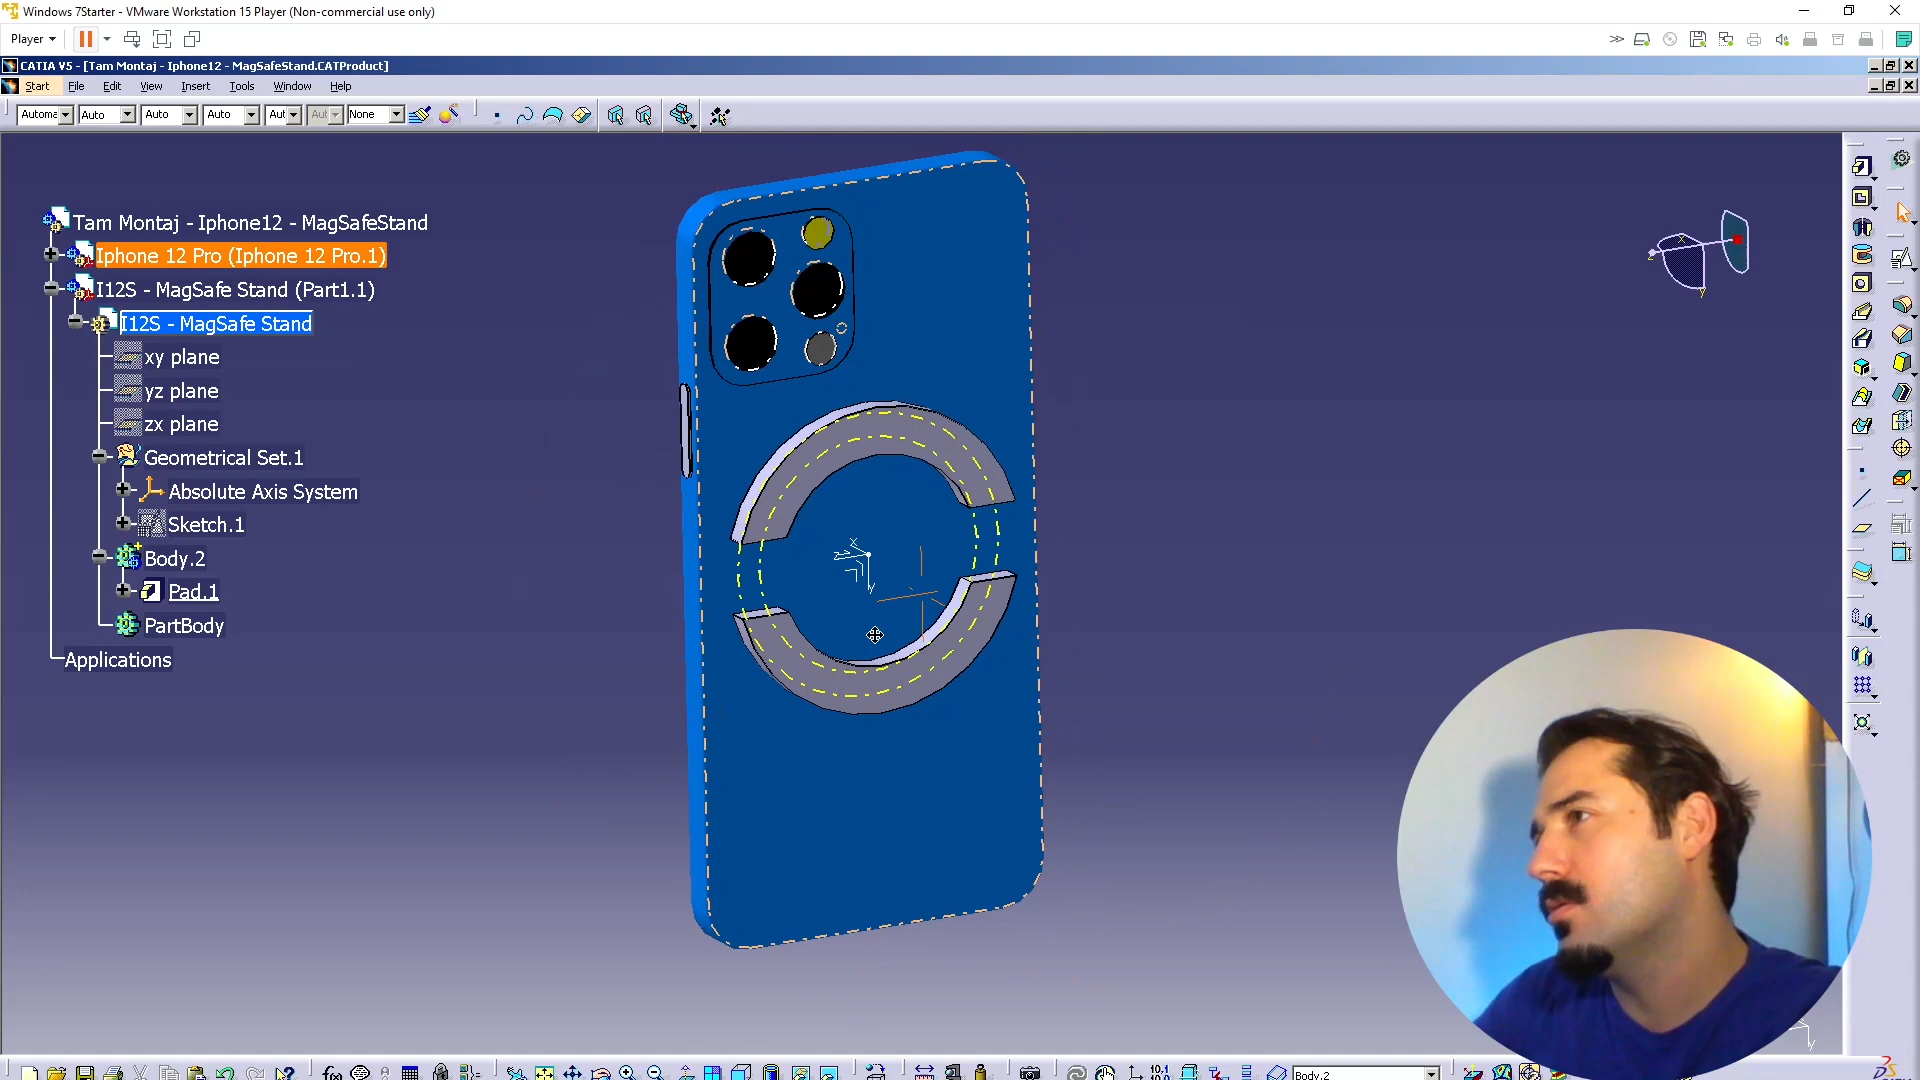 Windows 7Starter - VMware Workstation 15 Player (Non-commercial use only)
Player
CATIA V5 - [Tam Montaj - Iphone12 - MagSafeStand.CATProduct]
Start File Edit View Insert Tools Window Help
Automa Auto Auto Auto Aut Aut None
Tam Montaj - Iphone12 - MagSafeStand
Iphone 12 Pro (Iphone 12 Pro.1)
I12S - MagSafe Stand (Part1.1)
I12S - MagSafe Stand
xy plane
yz plane
zx plane
Geometrical Set.1
Absolute Axis System
Sketch.1
Body.2
Pad.1
PartBody
Applications
Body.2